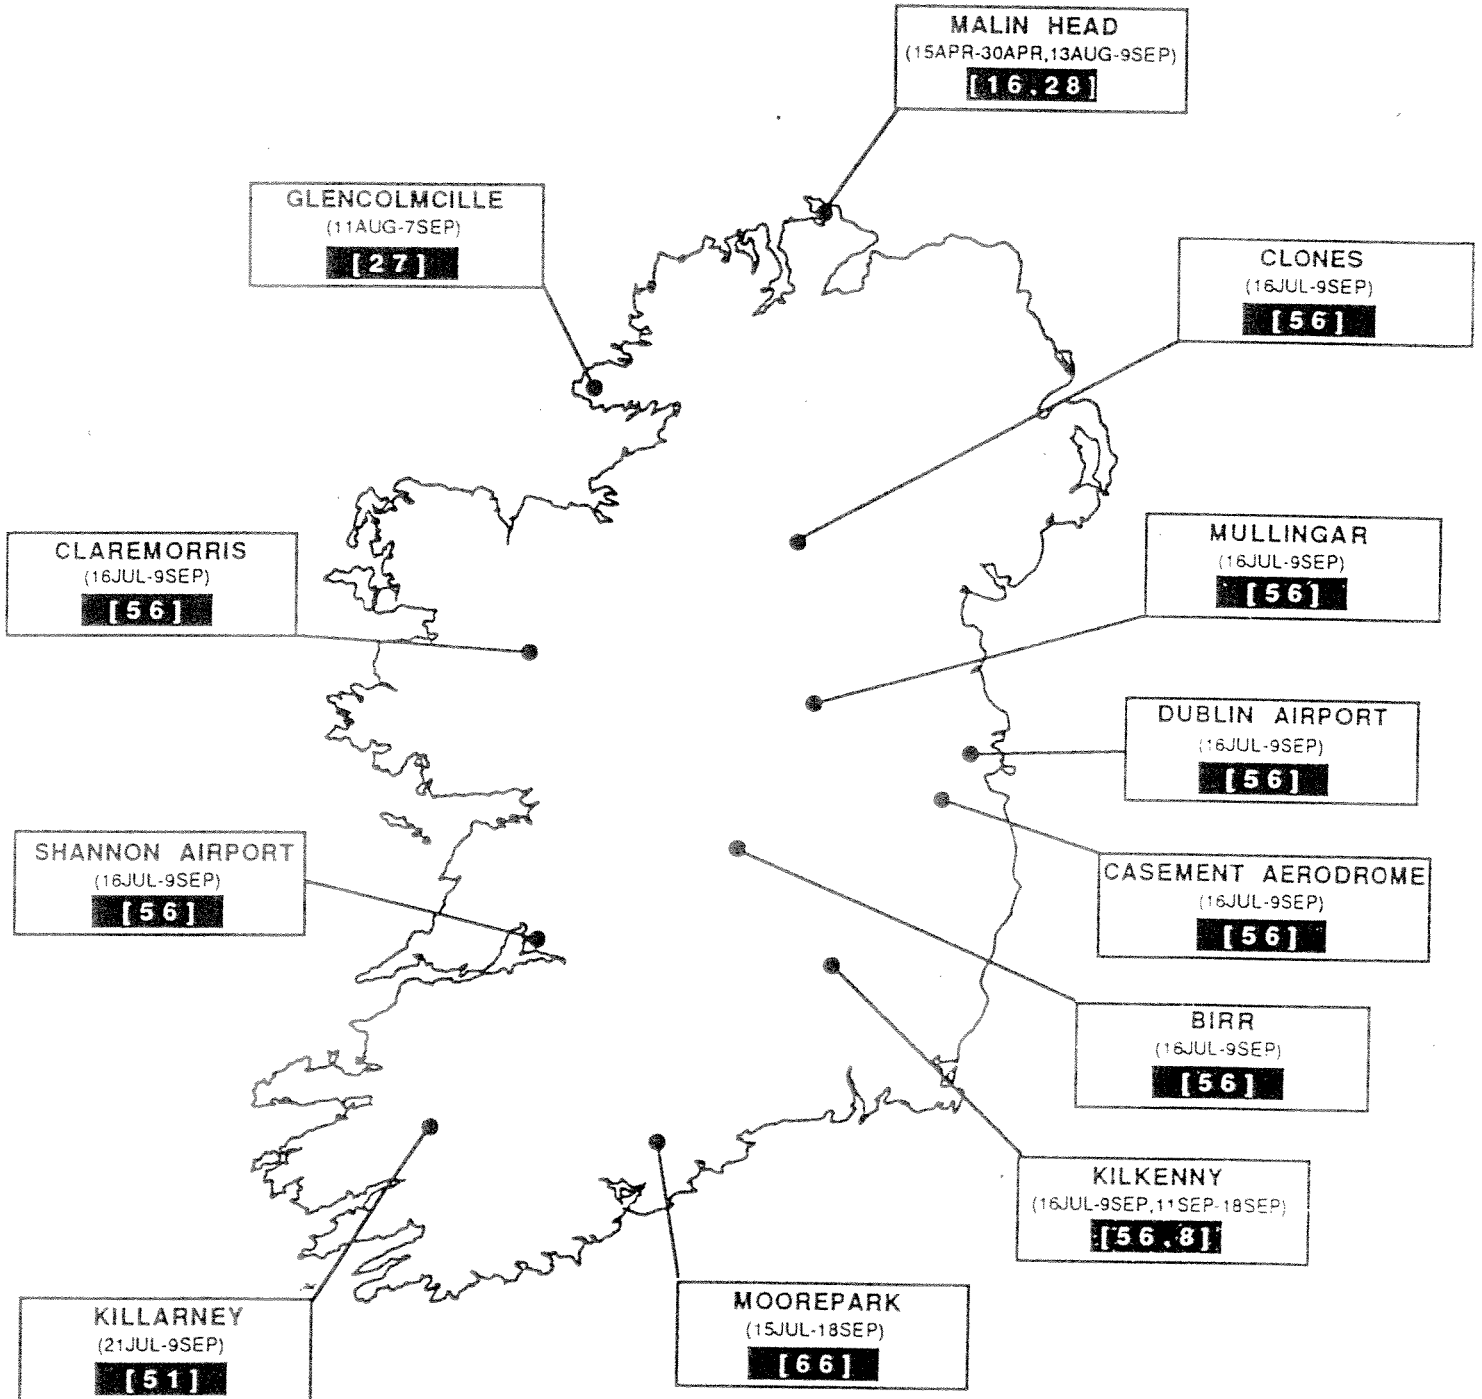 MALIN HEAD
(15APR-30APR,13AUG-9SEP)
[16.28]
GLENCOLMCILLE
(11AUG-7SEP)
[27]
CLONES
(16JUL-9SEP)
[56]
CLAREMORRIS
(16JUL-9SEP)
[56]
MULLINGAR
(16JUL-9SEP)
[56]
DUBLIN AIRPORT
(16JUL-9SEP)
[56]
SHANNON AIRPORT
(16JUL-9SEP)
[56]
CASEMENT AERODROME
(16JUL-9SEP)
[56]
BIRR
(16JUL-9SEP)
[56]
KILKENNY
(16JUL-9SEP,11SEP-18SEP)
[56.8]
KILLARNEY
(21JUL-9SEP)
[51]
MOOREPARK
(15JUL-18SEP)
[66]